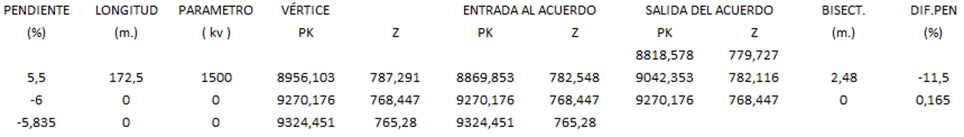 PENDIENTE LONGITUD PARAMETRO VÉRTICE ENTRADA AL ACUERDO SALIDA DEL ACUERDO BISECT. DIF.PEN
(%) (m.) ( kv ) PK Z PK Z PK Z (m.) (%)
8818,578 779,727
5,5 172,5 1500 8956,103 787,291 8869,853 782,548 9042,353 782,116 2,48 -11,5
-6 0 0 9270,176 768,447 9270,176 768,447 9270,176 768,447 0 0,165
-5,835 0 0 9324,451 765,28 9324,451 765,28